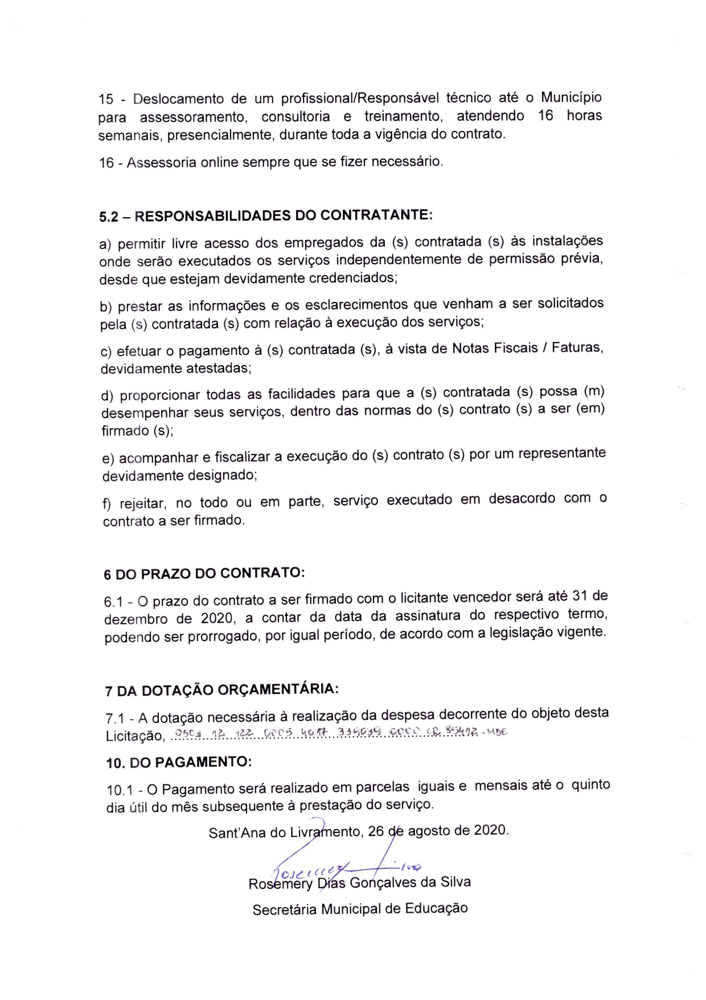 15 - Deslocamento de um profissional/Responsável técnico até o Município
para assessoramento, consultoria e treinamento, atendendo 16 horas
semanais, presencialmente, durante toda a vigência do contrato.
16 - Assessoria online sempre que se fizer necessário.
5.2 – RESPONSABILIDADES DO CONTRATANTE:
a) permitir livre acesso dos empregados da (s) contratada (s) às instalações
onde serão executados os serviços independentemente de permissão prévia,
desde que estejam devidamente credenciados;
b) prestar as informações e os esclarecimentos que venham a ser solicitados
pela (s) contratada (s) com relação à execução dos serviços;
c) efetuar o pagamento à (s) contratada (s), à vista de Notas Fiscais / Faturas,
devidamente atestadas;
d) proporcionar todas as facilidades para que a (s) contratada (s) possa (m)
desempenhar seus serviços, dentro das normas do (s) contrato (s) a ser (em)
firmado (s);
e) acompanhar e fiscalizar a execução do (s) contrato (s) por um representante
devidamente designado;
f) rejeitar, no todo ou em parte, serviço executado em desacordo com o
contrato a ser firmado.
6 DO PRAZO DO CONTRATO:
6.1 - O prazo do contrato a ser firmado com o licitante vencedor será até 31 de
dezembro de 2020, a contar da data da assinatura do respectivo termo,
podendo ser prorrogado, por igual período, de acordo com a legislação vigente.
7 DA DOTAÇÃO ORÇAMENTÁRIA:
7.1 - A dotação necessária à realização da despesa decorrente do objeto desta
Licitação, 12 122 0005 4017 339039 0000 CR - MDE
10. DO PAGAMENTO:
10.1 - O Pagamento será realizado em parcelas iguais e mensais até o quinto
dia útil do mês subsequente à prestação do serviço.
Sant'Ana do Livramento, 26 de agosto de 2020.
Rosemery Dias Gonçalves da Silva
Secretária Municipal de Educação